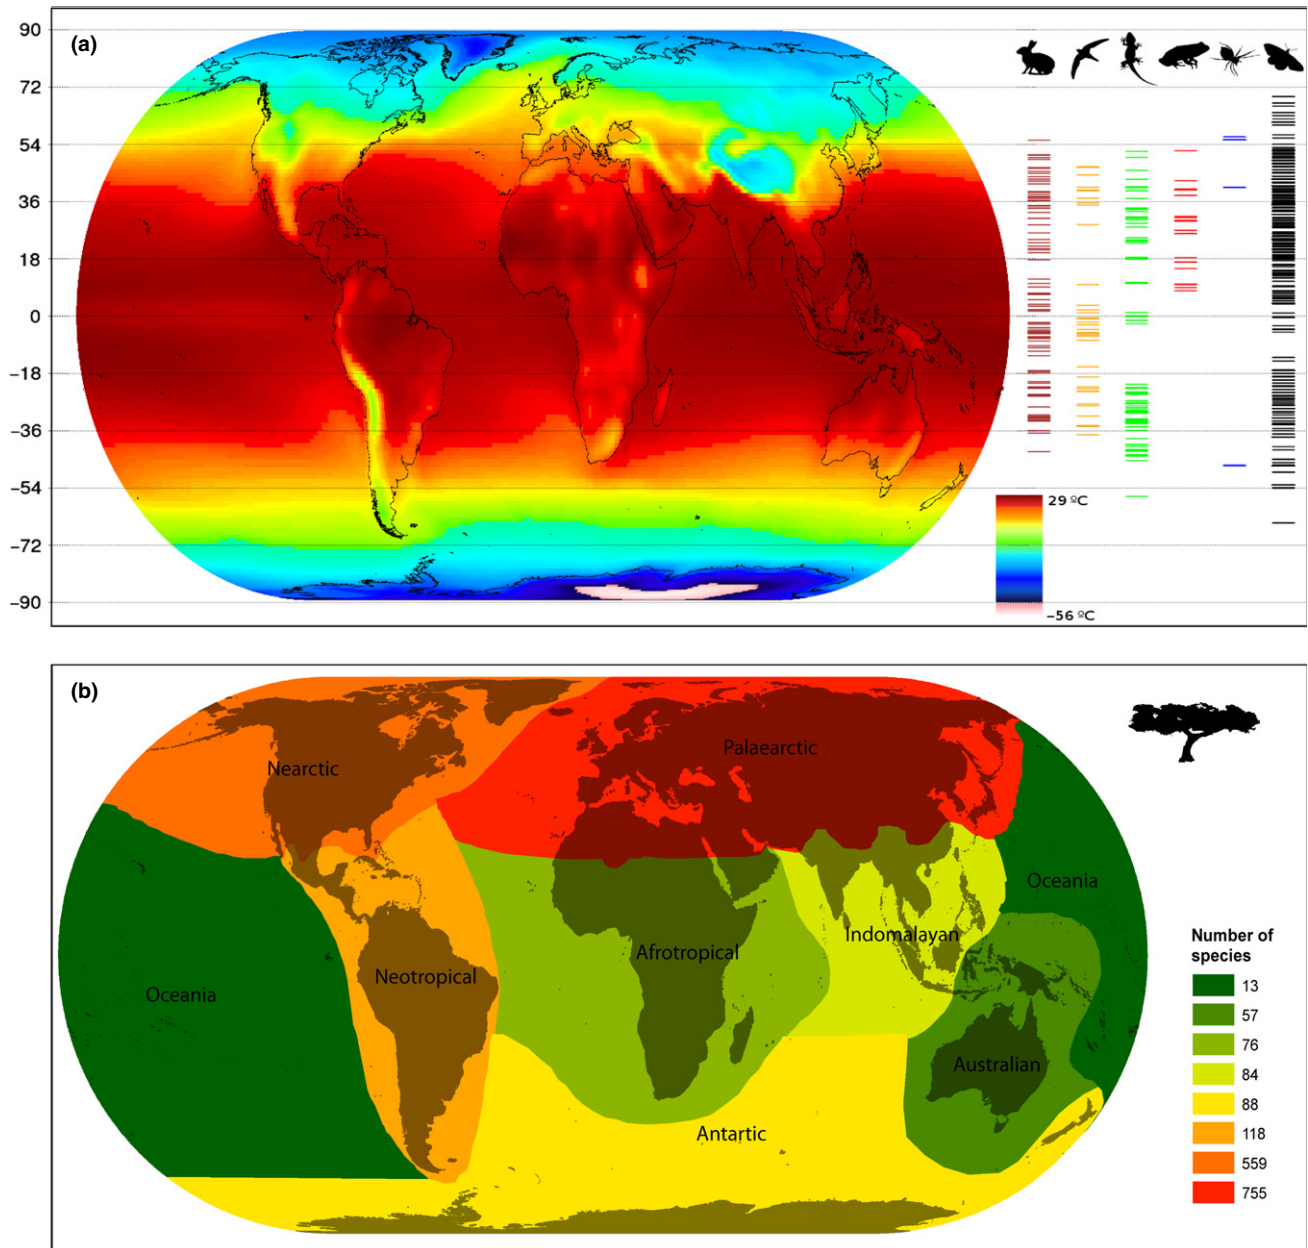 (a)
90
72
54
36
18
0
−18
−36
−54
−72
−90
29 ºC
−56 ºC
(b)
Nearctic
Palaearctic
Oceania
Indomalayan
Afrotropical
Neotropical
Oceania
Australian
Antartic
Number of
species
13
57
76
84
88
118
559
755